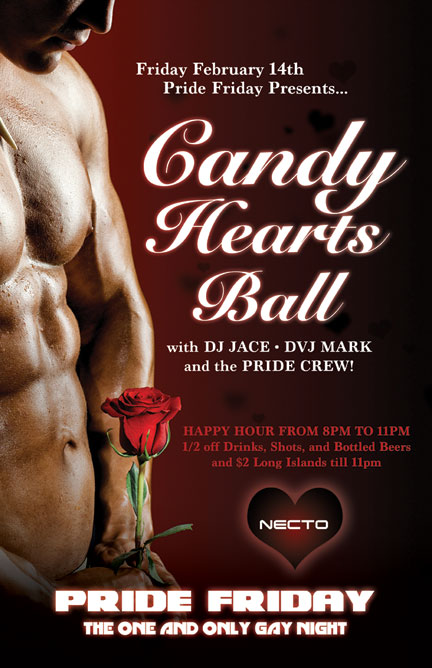 Friday February 14th
Pride Friday Presents...
Candy
Hearts
Ball
with DJ JACE • DVJ MARK
and the PRIDE CREW!
HAPPY HOUR FROM 8PM TO 11PM
1/2 off Drinks, Shots, and Bottled Beers
and $2 Long Islands till 11pm
NECTO
PRIDE FRIDAY
THE ONE AND ONLY GAY NIGHT